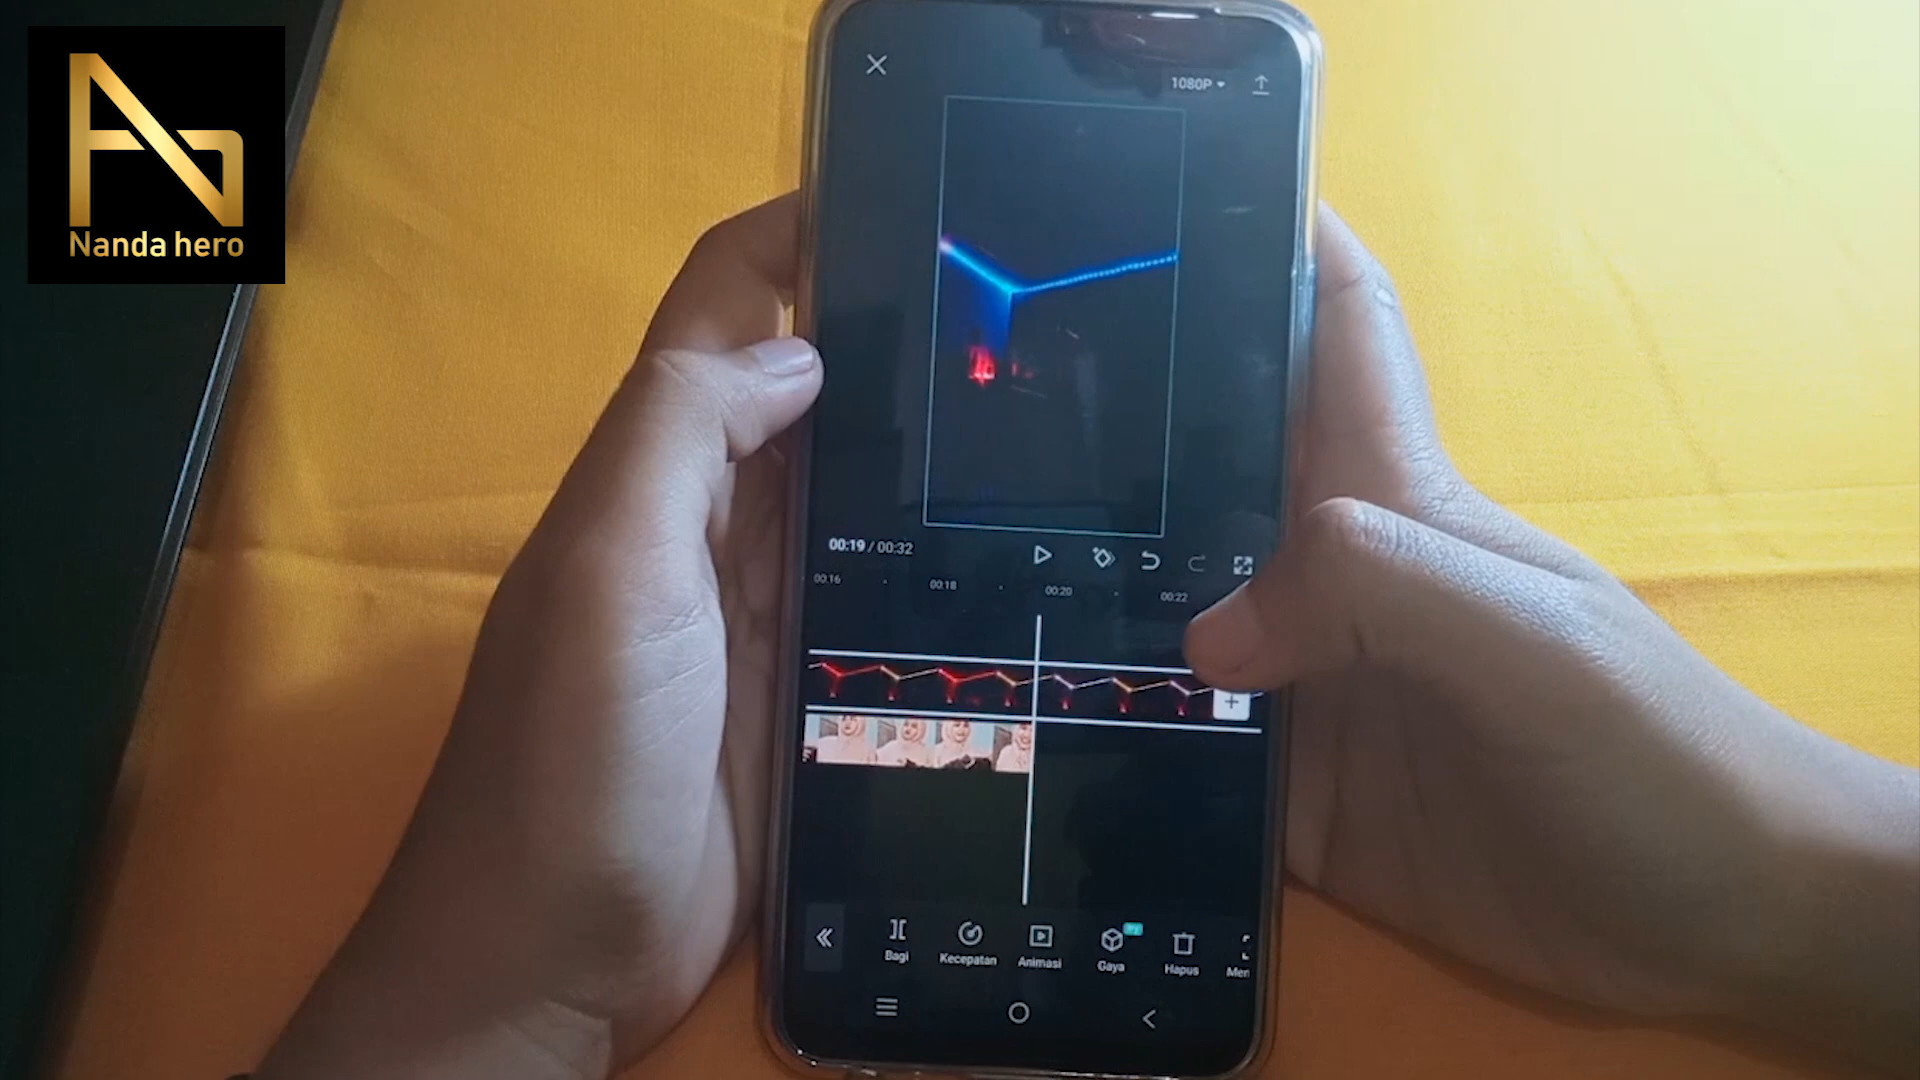 Nanda hero
1080P
00:19 / 00:32
00:16
00:18
00:20
00:22
Bagi
Kecepatan
Animasi
Gaya
Hapus
Men